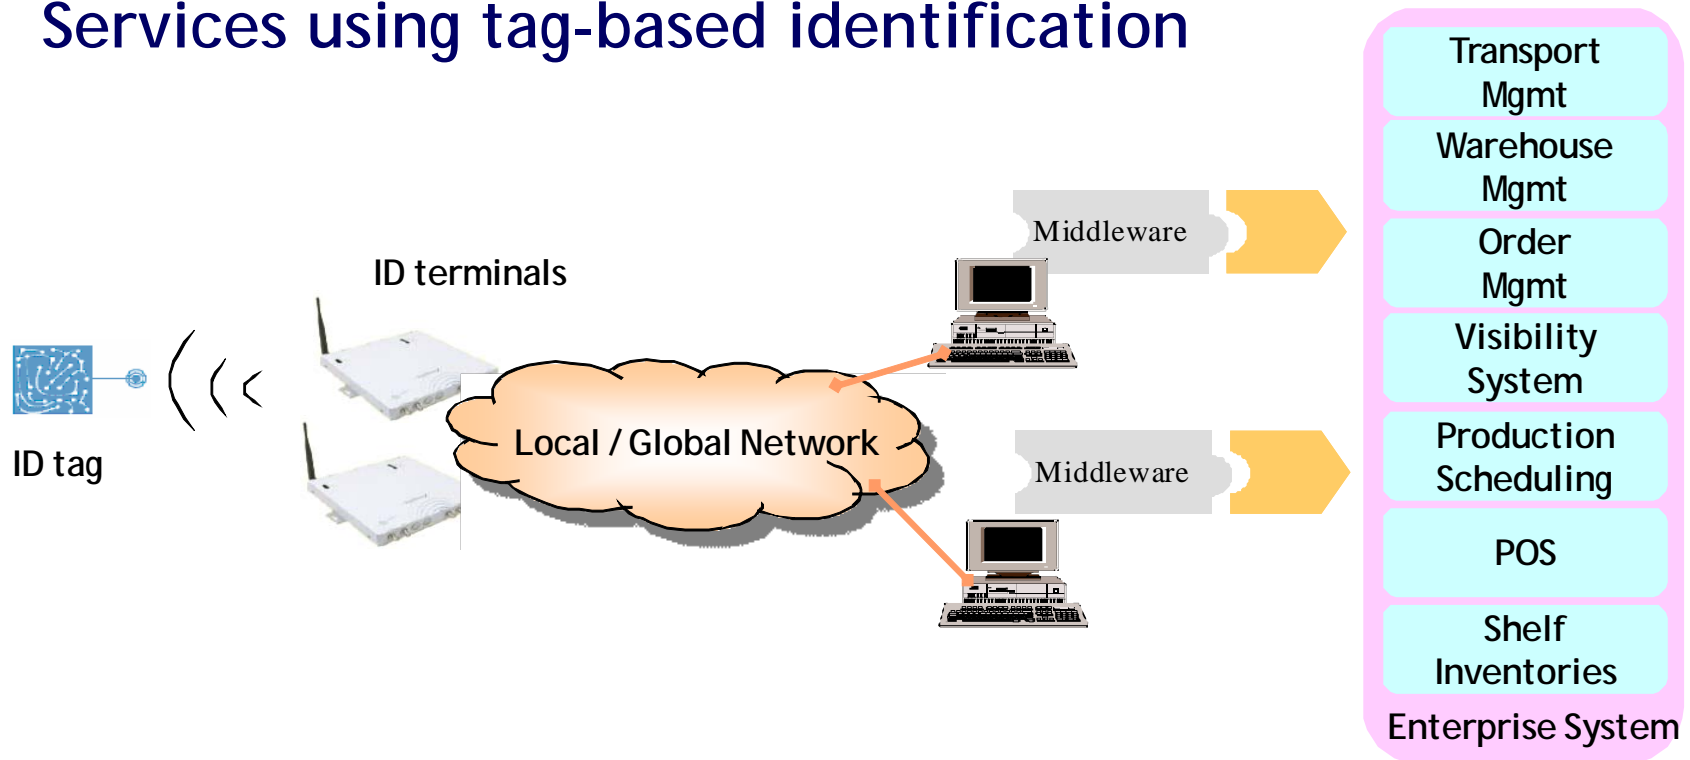 Services using tag-based identification
Transport
Mgmt
Warehouse
Mgmt
Order
Mgmt
Visibility
System
Production
Scheduling
POS
Shelf
Inventories
Enterprise System
Middleware
ID terminals
Local / Global Network
ID tag
Middleware